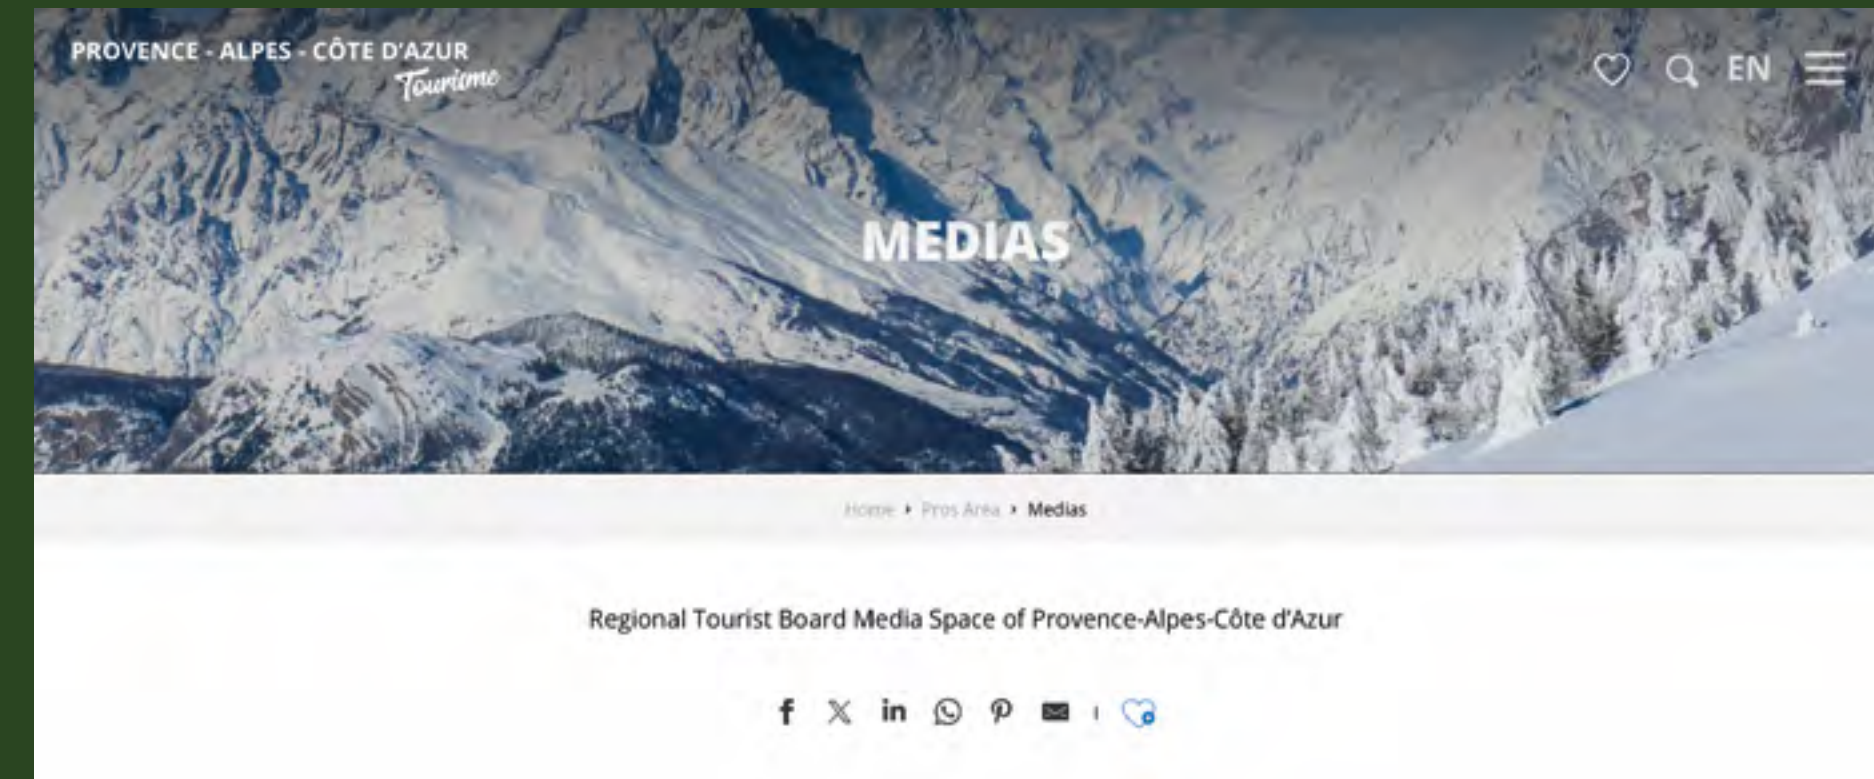 PROVENCE - ALPES - CÔTE D'AZUR
Tourisme
EN
MEDIAS
Home › Pros Area › Medias
Regional Tourist Board Media Space of Provence-Alpes-Côte d'Azur